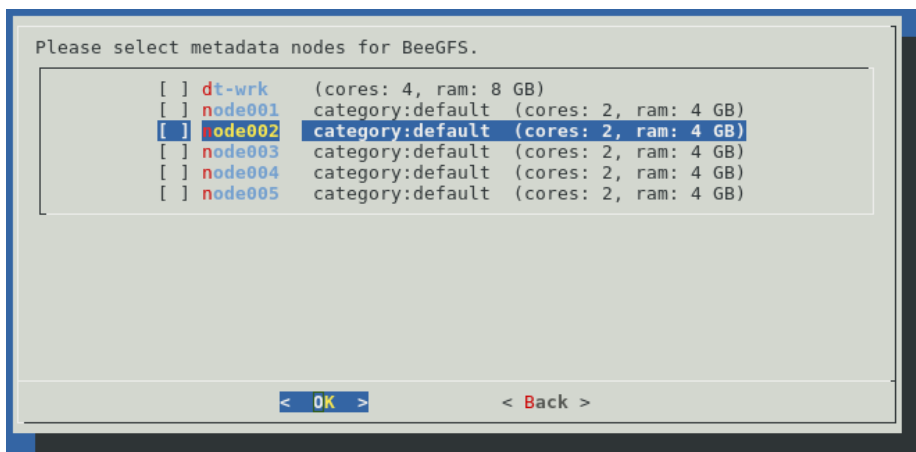 Please select metadata nodes for BeeGFS.
[ ] dt-wrk (cores: 4, ram: 8 GB)
[ ] node001 category:default (cores: 2, ram: 4 GB)
[ ] node002 category:default (cores: 2, ram: 4 GB)
[ ] node003 category:default (cores: 2, ram: 4 GB)
[ ] node004 category:default (cores: 2, ram: 4 GB)
[ ] node005 category:default (cores: 2, ram: 4 GB)
< OK > < Back >